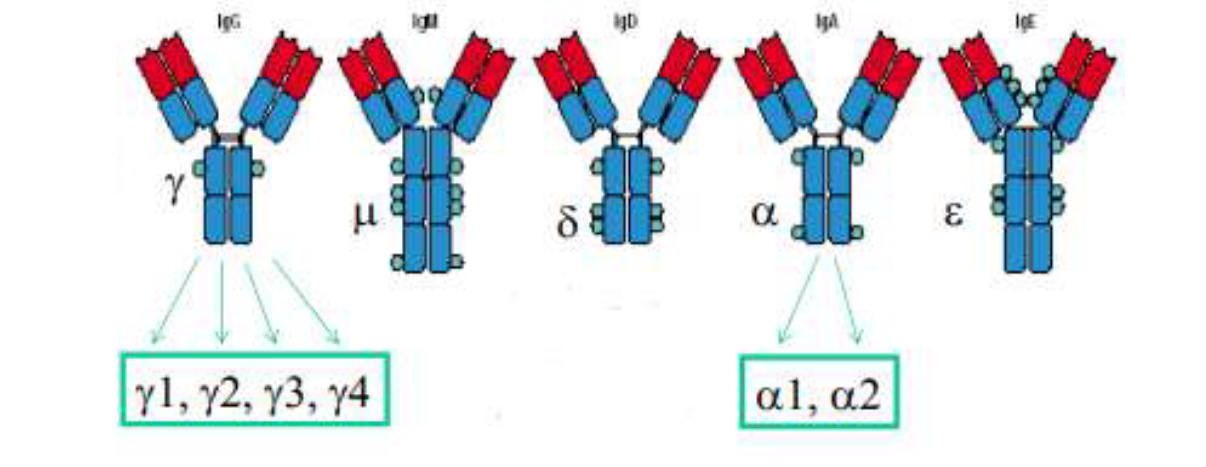 IgG IgM IgD IgA IgE
γ μ δ α ε
γ1, γ2, γ3, γ4 α1, α2